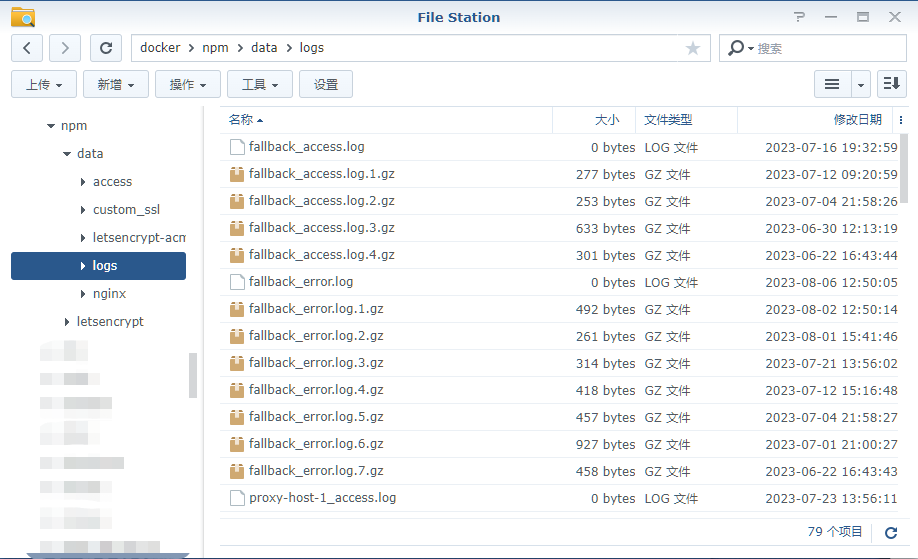 File Station
docker npm data logs
搜索
上传 新增 操作 工具 设置
npm
data
access
custom_ssl
letsencrypt-acm
logs
nginx
letsencrypt
名称 大小 文件类型 修改日期
fallback_access.log 0 bytes LOG 文件 2023-07-16 19:32:59
fallback_access.log.1.gz 277 bytes GZ 文件 2023-07-12 09:20:59
fallback_access.log.2.gz 253 bytes GZ 文件 2023-07-04 21:58:26
fallback_access.log.3.gz 633 bytes GZ 文件 2023-06-30 12:13:19
fallback_access.log.4.gz 301 bytes GZ 文件 2023-06-22 16:43:44
fallback_error.log 0 bytes LOG 文件 2023-08-06 12:50:05
fallback_error.log.1.gz 492 bytes GZ 文件 2023-08-02 12:50:14
fallback_error.log.2.gz 261 bytes GZ 文件 2023-08-01 15:41:46
fallback_error.log.3.gz 314 bytes GZ 文件 2023-07-21 13:56:02
fallback_error.log.4.gz 418 bytes GZ 文件 2023-07-12 15:16:48
fallback_error.log.5.gz 457 bytes GZ 文件 2023-07-04 21:58:27
fallback_error.log.6.gz 927 bytes GZ 文件 2023-07-01 21:00:27
fallback_error.log.7.gz 458 bytes GZ 文件 2023-06-22 16:43:43
proxy-host-1_access.log 0 bytes LOG 文件 2023-07-23 13:56:11
79 个项目